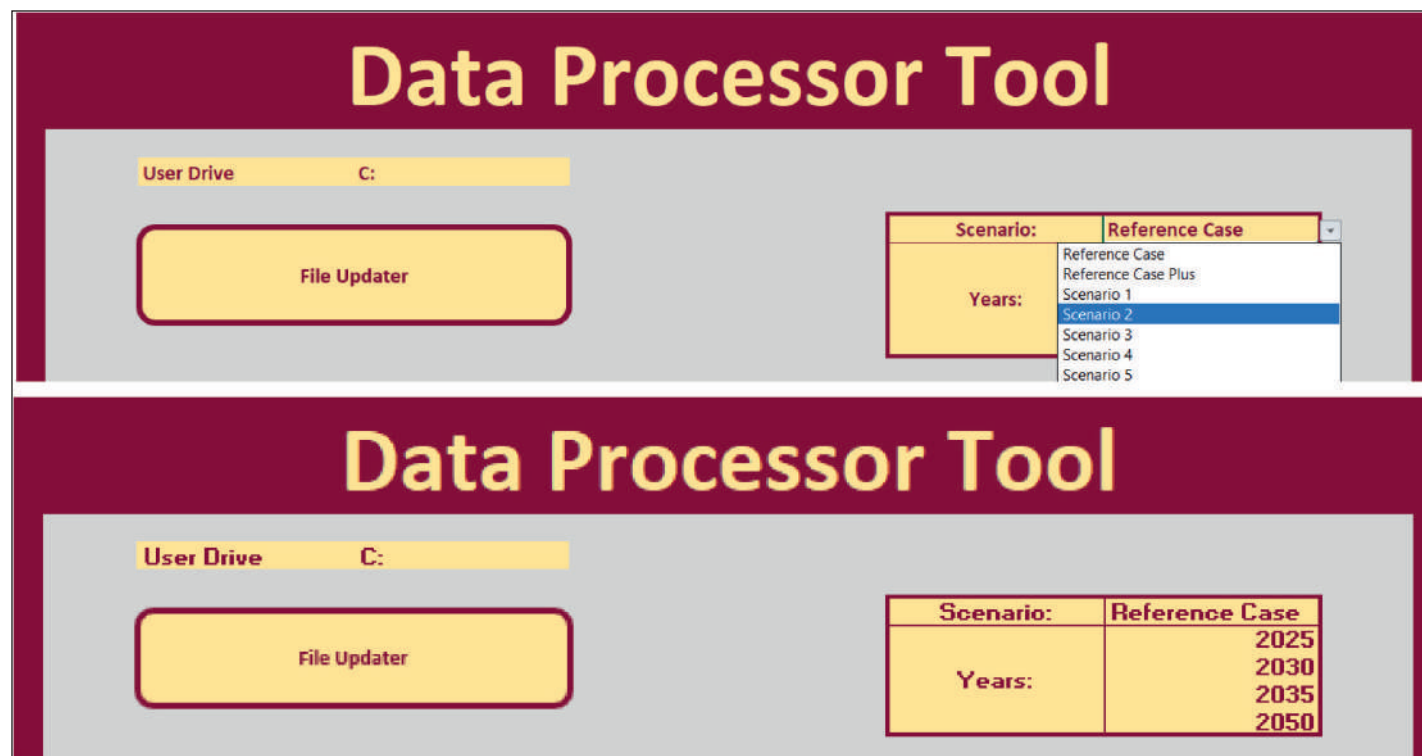 Data Processor Tool
User Drive C:
Scenario: Reference Case
File Updater
Years:
Reference Case
Reference Case Plus
Scenario 1
Scenario 2
Scenario 3
Scenario 4
Scenario 5
Data Processor Tool
User Drive C:
File Updater
Scenario: Reference Case
Years:
2025
2030
2035
2050